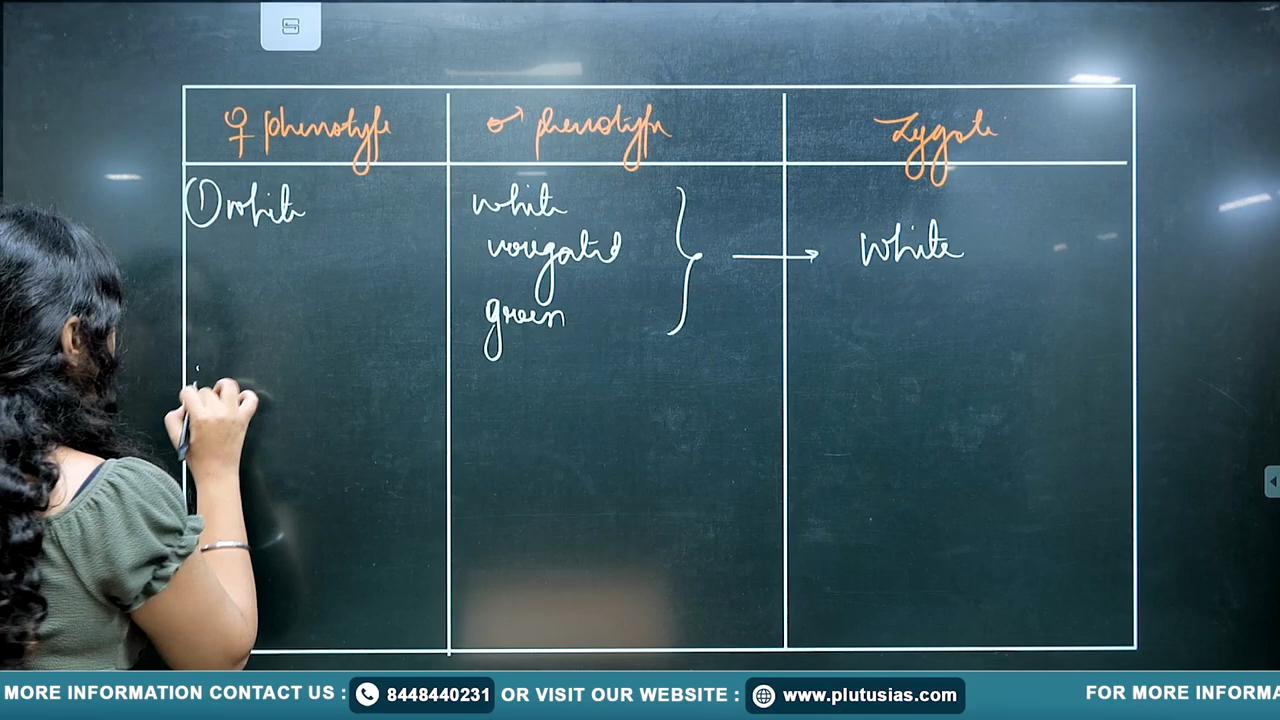 ♀ phenotype
♂ phenotype
Zygote
① white
white
varigated
green
white
MORE INFORMATION CONTACT US : 8448440231 OR VISIT OUR WEBSITE : www.plutusias.com FOR MORE INFORMA